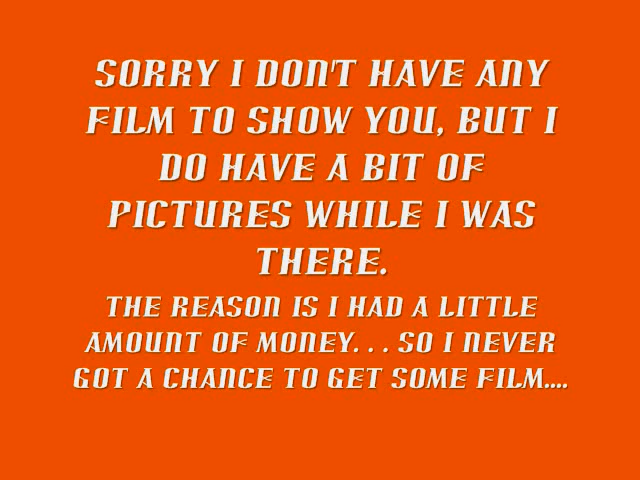 SORRY I DON'T HAVE ANY
FILM TO SHOW YOU, BUT I
DO HAVE A BIT OF
PICTURES WHILE I WAS
THERE.
THE REASON IS I HAD A LITTLE
AMOUNT OF MONEY. . . SO I NEVER
GOT A CHANCE TO GET SOME FILM....